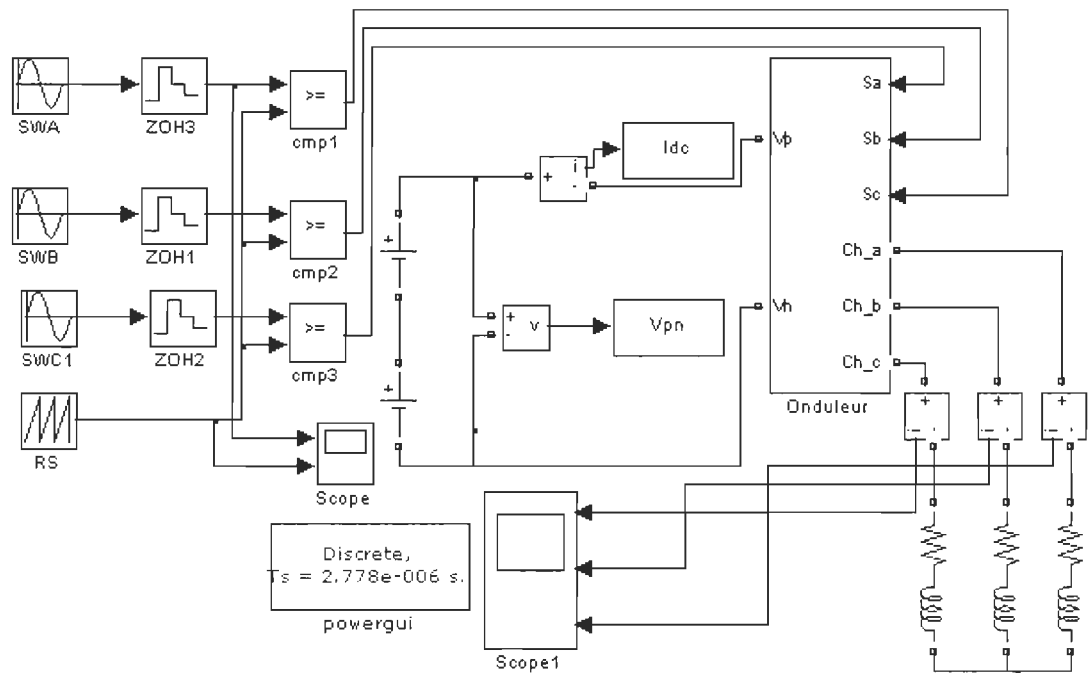 SWA
ZOH3
>=
cmp1
SWB
ZOH1
>=
cmp2
SWC1
ZOH2
>=
cmp3
RS
Scope
+
i
-
Idc
+
+
-
v
Vpn
+
Vp
Vn
Sa
Sb
Sc
Ch_a
Ch_b
Ch_c
Onduleur
+
i
-
+
i
-
+
i
-
Discrete,
Ts = 2.778e-006 s.
powergui
Scope1